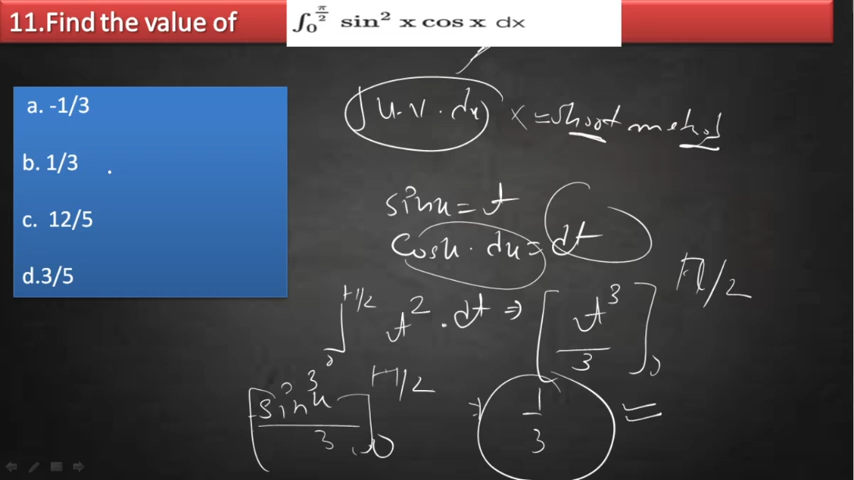 11.Find the value of ∫₀^{π/2} sin² x cos x dx
a. -1/3
b. 1/3
c. 12/5
d.3/5
∫u.v.dx x = short method
sinx = t
cosx . dx = dt
∫₀^{π/2} t² . dt ⇒ [t³/3]₀^{π/2}
[sin³x/3]₀^{π/2} ⇒ 1/3 =